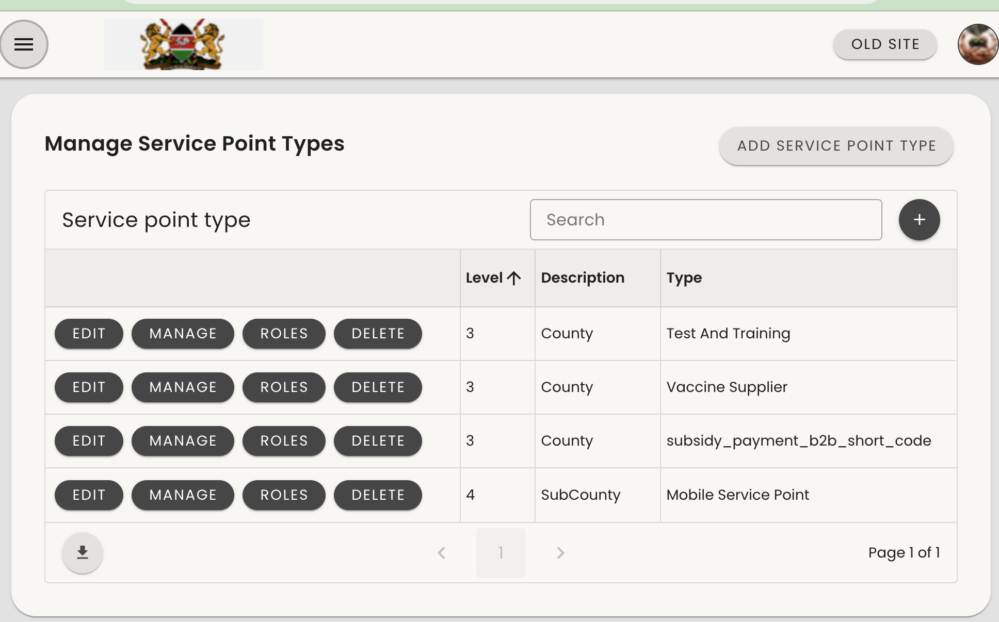 OLD SITE
Manage Service Point Types
ADD SERVICE POINT TYPE
Service point type
Search
Level Description Type
EDIT MANAGE ROLES DELETE 3 County Test And Training
EDIT MANAGE ROLES DELETE 3 County Vaccine Supplier
EDIT MANAGE ROLES DELETE 3 County subsidy_payment_b2b_short_code
EDIT MANAGE ROLES DELETE 4 SubCounty Mobile Service Point
1
Page 1 of 1